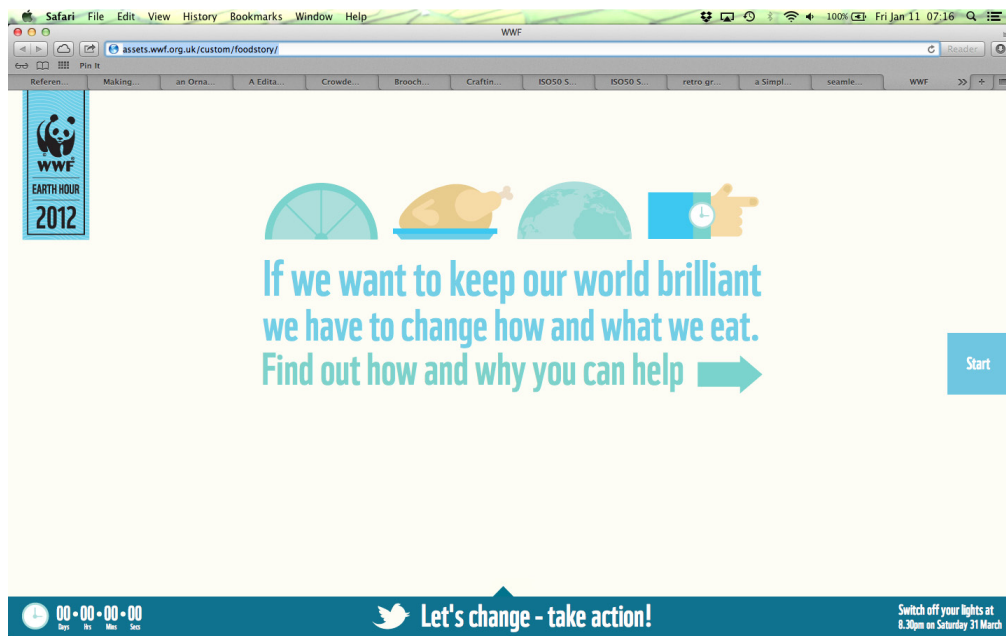 Safari File Edit View History Bookmarks Window Help 100% Fri Jan 11 07:16
WWF
assets.wwf.org.uk/custom/foodstory/
Reader
Pin It
Referen... Making... an Orna... A Edita... Crowde... Brooch... Craftin... ISO50 S... ISO50 S... retro gr... a Simpl... seamle... WWF
WWF
EARTH HOUR
2012
If we want to keep our world brilliant
we have to change how and what we eat.
Find out how and why you can help
Start
00•00•00•00
Days Hrs Mins Secs
Let's change - take action!
Switch off your lights at
8.30pm on Saturday 31 March